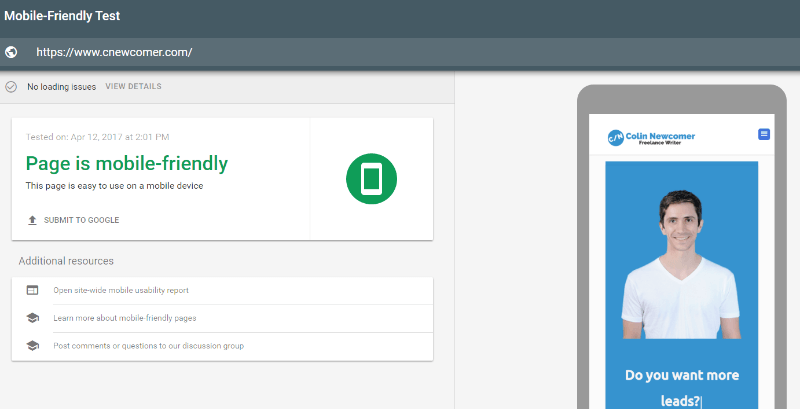 Mobile-Friendly Test
https://www.cnewcomer.com/
No loading issues VIEW DETAILS
Tested on: Apr 12, 2017 at 2:01 PM
Page is mobile-friendly
This page is easy to use on a mobile device
SUBMIT TO GOOGLE
Additional resources
Open site-wide mobile usability report
Learn more about mobile-friendly pages
Post comments or questions to our discussion group
C/N Colin Newcomer
Freelance Writer
Do you want more
leads?|